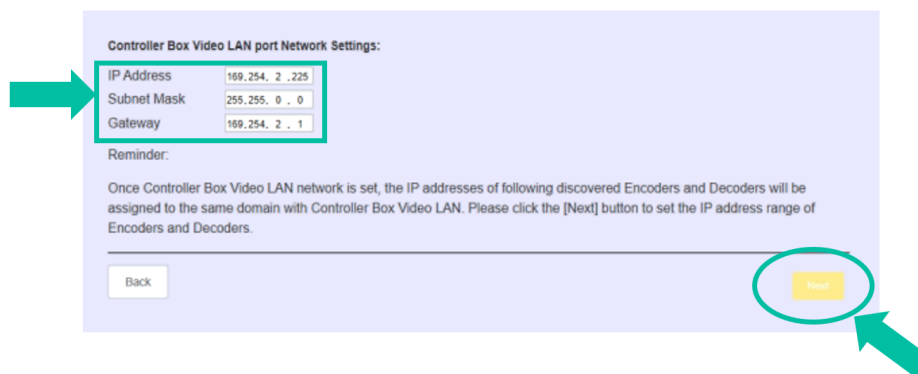 Controller Box Video LAN port Network Settings:
IP Address 169.254. 2 .225
Subnet Mask 255.255. 0 . 0
Gateway 169.254. 2 . 1
Reminder:
Once Controller Box Video LAN network is set, the IP addresses of following discovered Encoders and Decoders will be
assigned to the same domain with Controller Box Video LAN. Please click the [Next] button to set the IP address range of
Encoders and Decoders.
Back Next